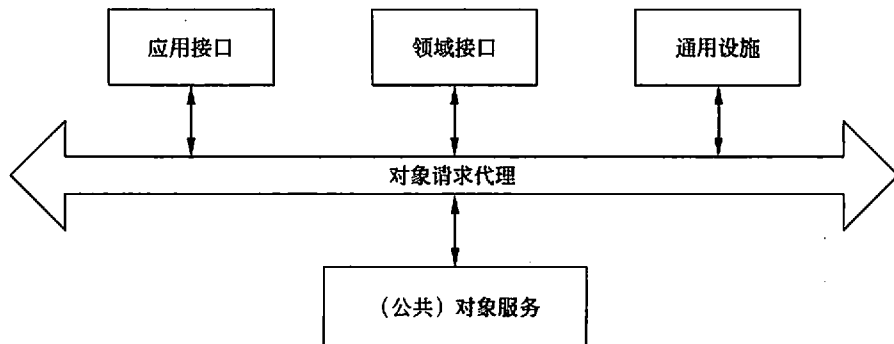 应用接口
领域接口
通用设施
对象请求代理
（公共）对象服务